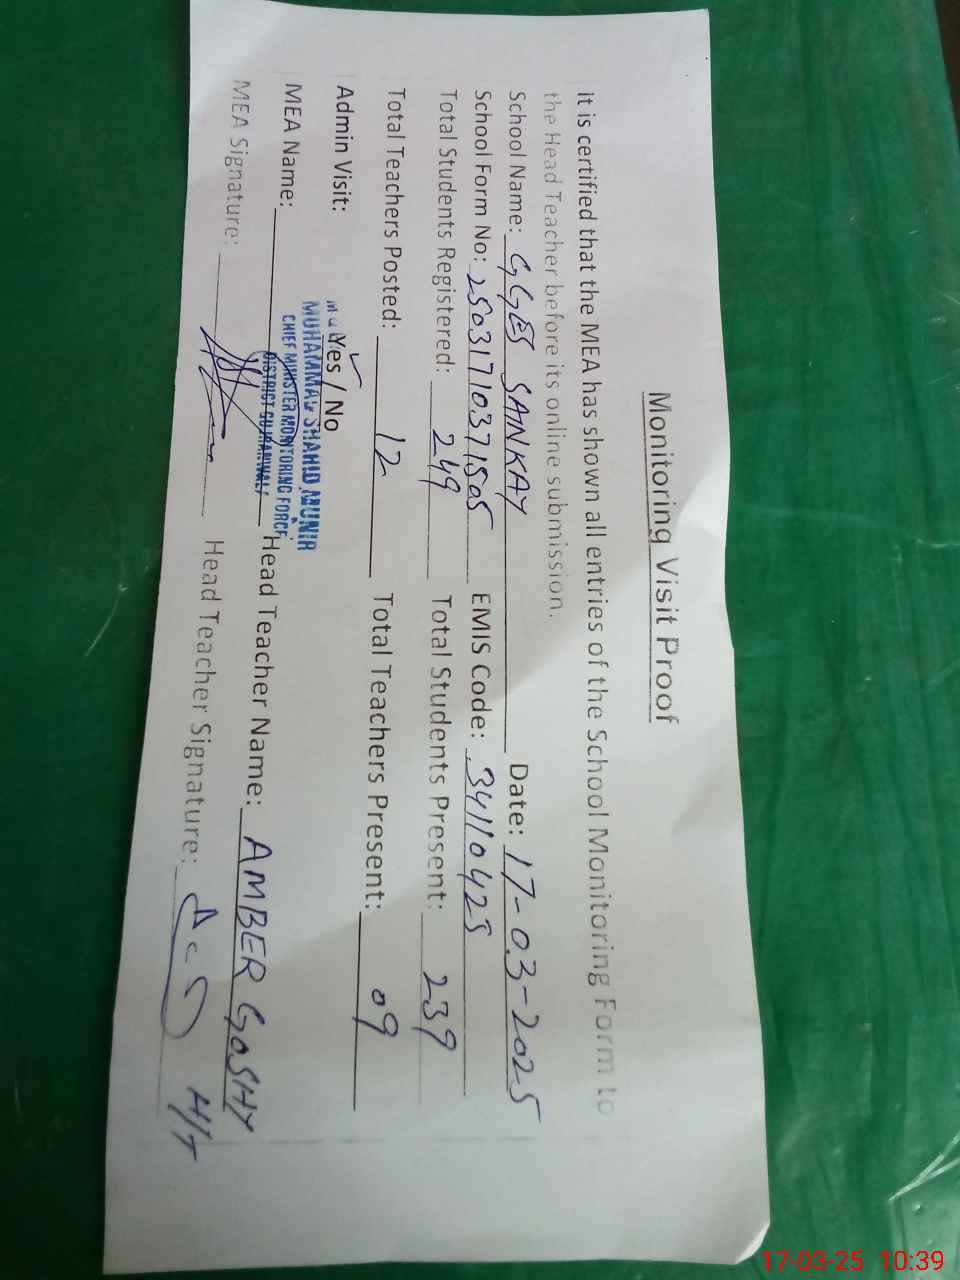 Monitoring Visit Proof
It is certified that the MEA has shown all entries of the School Monitoring Form to
the Head Teacher before its online submission.
School Name: GGES SANKAY Date: 17-03-2025
School Form No: 2503171031505 EMIS Code: 34110423
Total Students Registered: 249 Total Students Present: 239
Total Teachers Posted: 12 Total Teachers Present: 09
Admin Visit: Yes / No
MUHAMMAD SHAHID MUNIR
CHIEF MINISTER MONITORING FORCE
DISTRICT GUJRANWALA
MEA Name: Head Teacher Name: AMBER GOSHY
MEA Signature: Head Teacher Signature: H/T
17-03-25 10:39